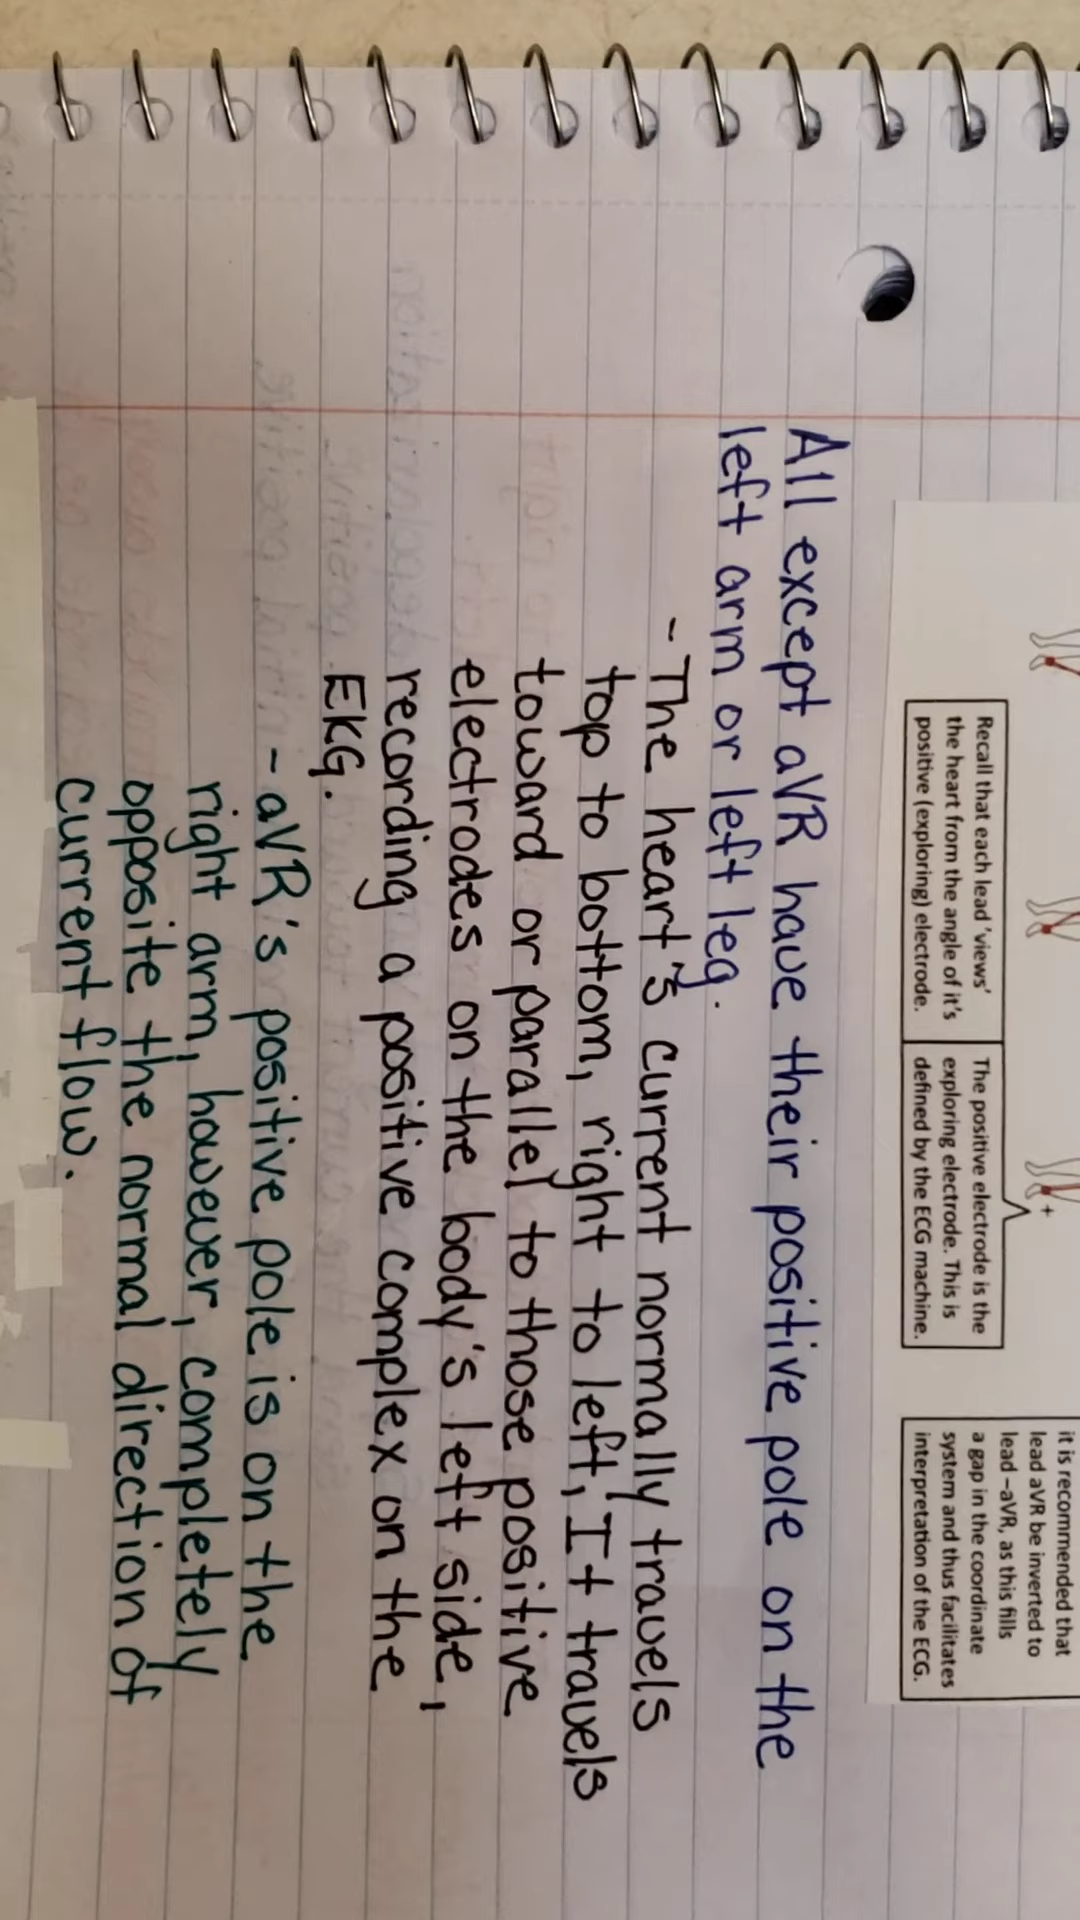 Recall that each lead 'views'
the heart from the angle of it's
positive (exploring) electrode.
+
The positive electrode is the
exploring electrode. This is
defined by the ECG machine.
it is recommended that
lead aVR be inverted to
lead –aVR, as this fills
a gap in the coordinate
system and thus facilitates
interpretation of the ECG.
All except aVR have their positive pole on the
left arm or left leg.
- The heart's current normally travels
top to bottom, right to left, It travels
toward or parallel to those positive
electrodes on the body's left side,
recording a positive complex on the
EKG.
- aVR's positive pole is on the
right arm, however, completely
opposite the normal direction of
current flow.